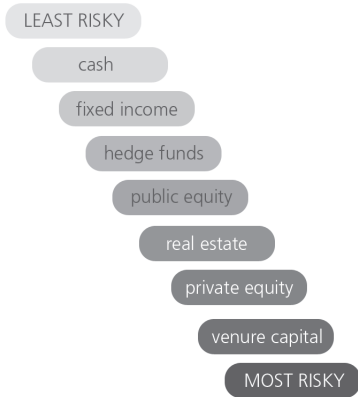 LEAST RISKY
cash
fixed income
hedge funds
public equity
real estate
private equity
venure capital
MOST RISKY